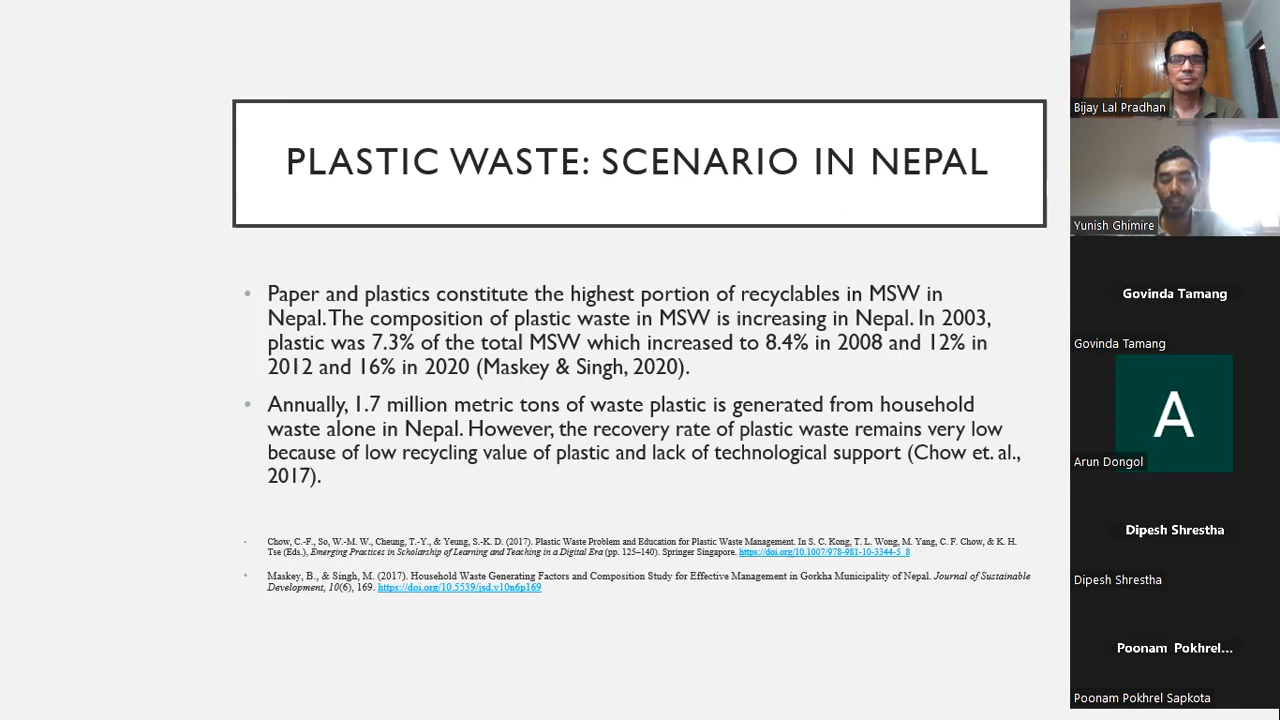 PLASTIC WASTE: SCENARIO IN NEPAL
• Paper and plastics constitute the highest portion of recyclables in MSW in
Nepal. The composition of plastic waste in MSW is increasing in Nepal. In 2003,
plastic was 7.3% of the total MSW which increased to 8.4% in 2008 and 12% in
2012 and 16% in 2020 (Maskey & Singh, 2020).
• Annually, 1.7 million metric tons of waste plastic is generated from household
waste alone in Nepal. However, the recovery rate of plastic waste remains very low
because of low recycling value of plastic and lack of technological support (Chow et. al.,
2017).
• Chow, C.-F., So, W.-M. W., Cheung, T.-Y., & Yeung, S.-K. D. (2017). Plastic Waste Problem and Education for Plastic Waste Management. In S. C. Kong, T. L. Wong, M. Yang, C. F. Chow, & K. H.
Tse (Eds.), Emerging Practices in Scholarship of Learning and Teaching in a Digital Era (pp. 125–140). Springer Singapore. https://doi.org/10.1007/978-981-10-3344-5_8
• Maskey, B., & Singh, M. (2017). Household Waste Generating Factors and Composition Study for Effective Management in Gorkha Municipality of Nepal. Journal of Sustainable
Development, 10(6), 169. https://doi.org/10.5539/jsd.v10n6p169
Bijay Lal Pradhan
Yunish Ghimire
Govinda Tamang
Govinda Tamang
A
Arun Dongol
Dipesh Shrestha
Dipesh Shrestha
Poonam Pokhrel...
Poonam Pokhrel Sapkota